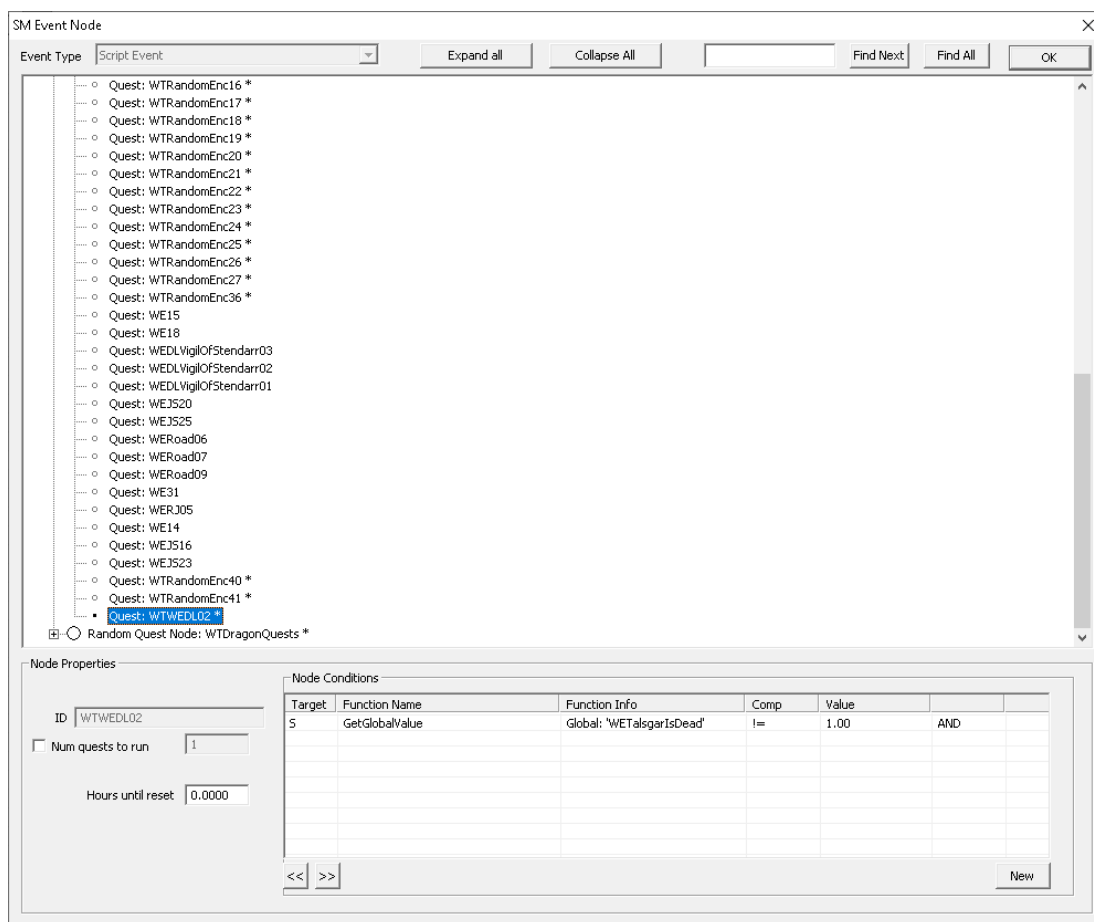 SM Event Node
Event Type Script Event Expand all Collapse All Find Next Find All OK
Quest: WTRandomEnc16 *
Quest: WTRandomEnc17 *
Quest: WTRandomEnc18 *
Quest: WTRandomEnc19 *
Quest: WTRandomEnc20 *
Quest: WTRandomEnc21 *
Quest: WTRandomEnc22 *
Quest: WTRandomEnc23 *
Quest: WTRandomEnc24 *
Quest: WTRandomEnc25 *
Quest: WTRandomEnc26 *
Quest: WTRandomEnc27 *
Quest: WTRandomEnc36 *
Quest: WE15
Quest: WE18
Quest: WEDLVigilOfStendarr03
Quest: WEDLVigilOfStendarr02
Quest: WEDLVigilOfStendarr01
Quest: WEJS20
Quest: WEJS25
Quest: WERoad06
Quest: WERoad07
Quest: WERoad09
Quest: WE31
Quest: WERJ05
Quest: WE14
Quest: WEJS16
Quest: WEJS23
Quest: WTRandomEnc40 *
Quest: WTRandomEnc41 *
Quest: WTWEDL02 *
Random Quest Node: WTDragonQuests *
Node Properties
ID WTWEDL02
Num quests to run 1
Hours until reset 0.0000
Node Conditions
Target Function Name Function Info Comp Value
S GetGlobalValue Global: 'WETalsgarIsDead' != 1.00 AND
<< >> New